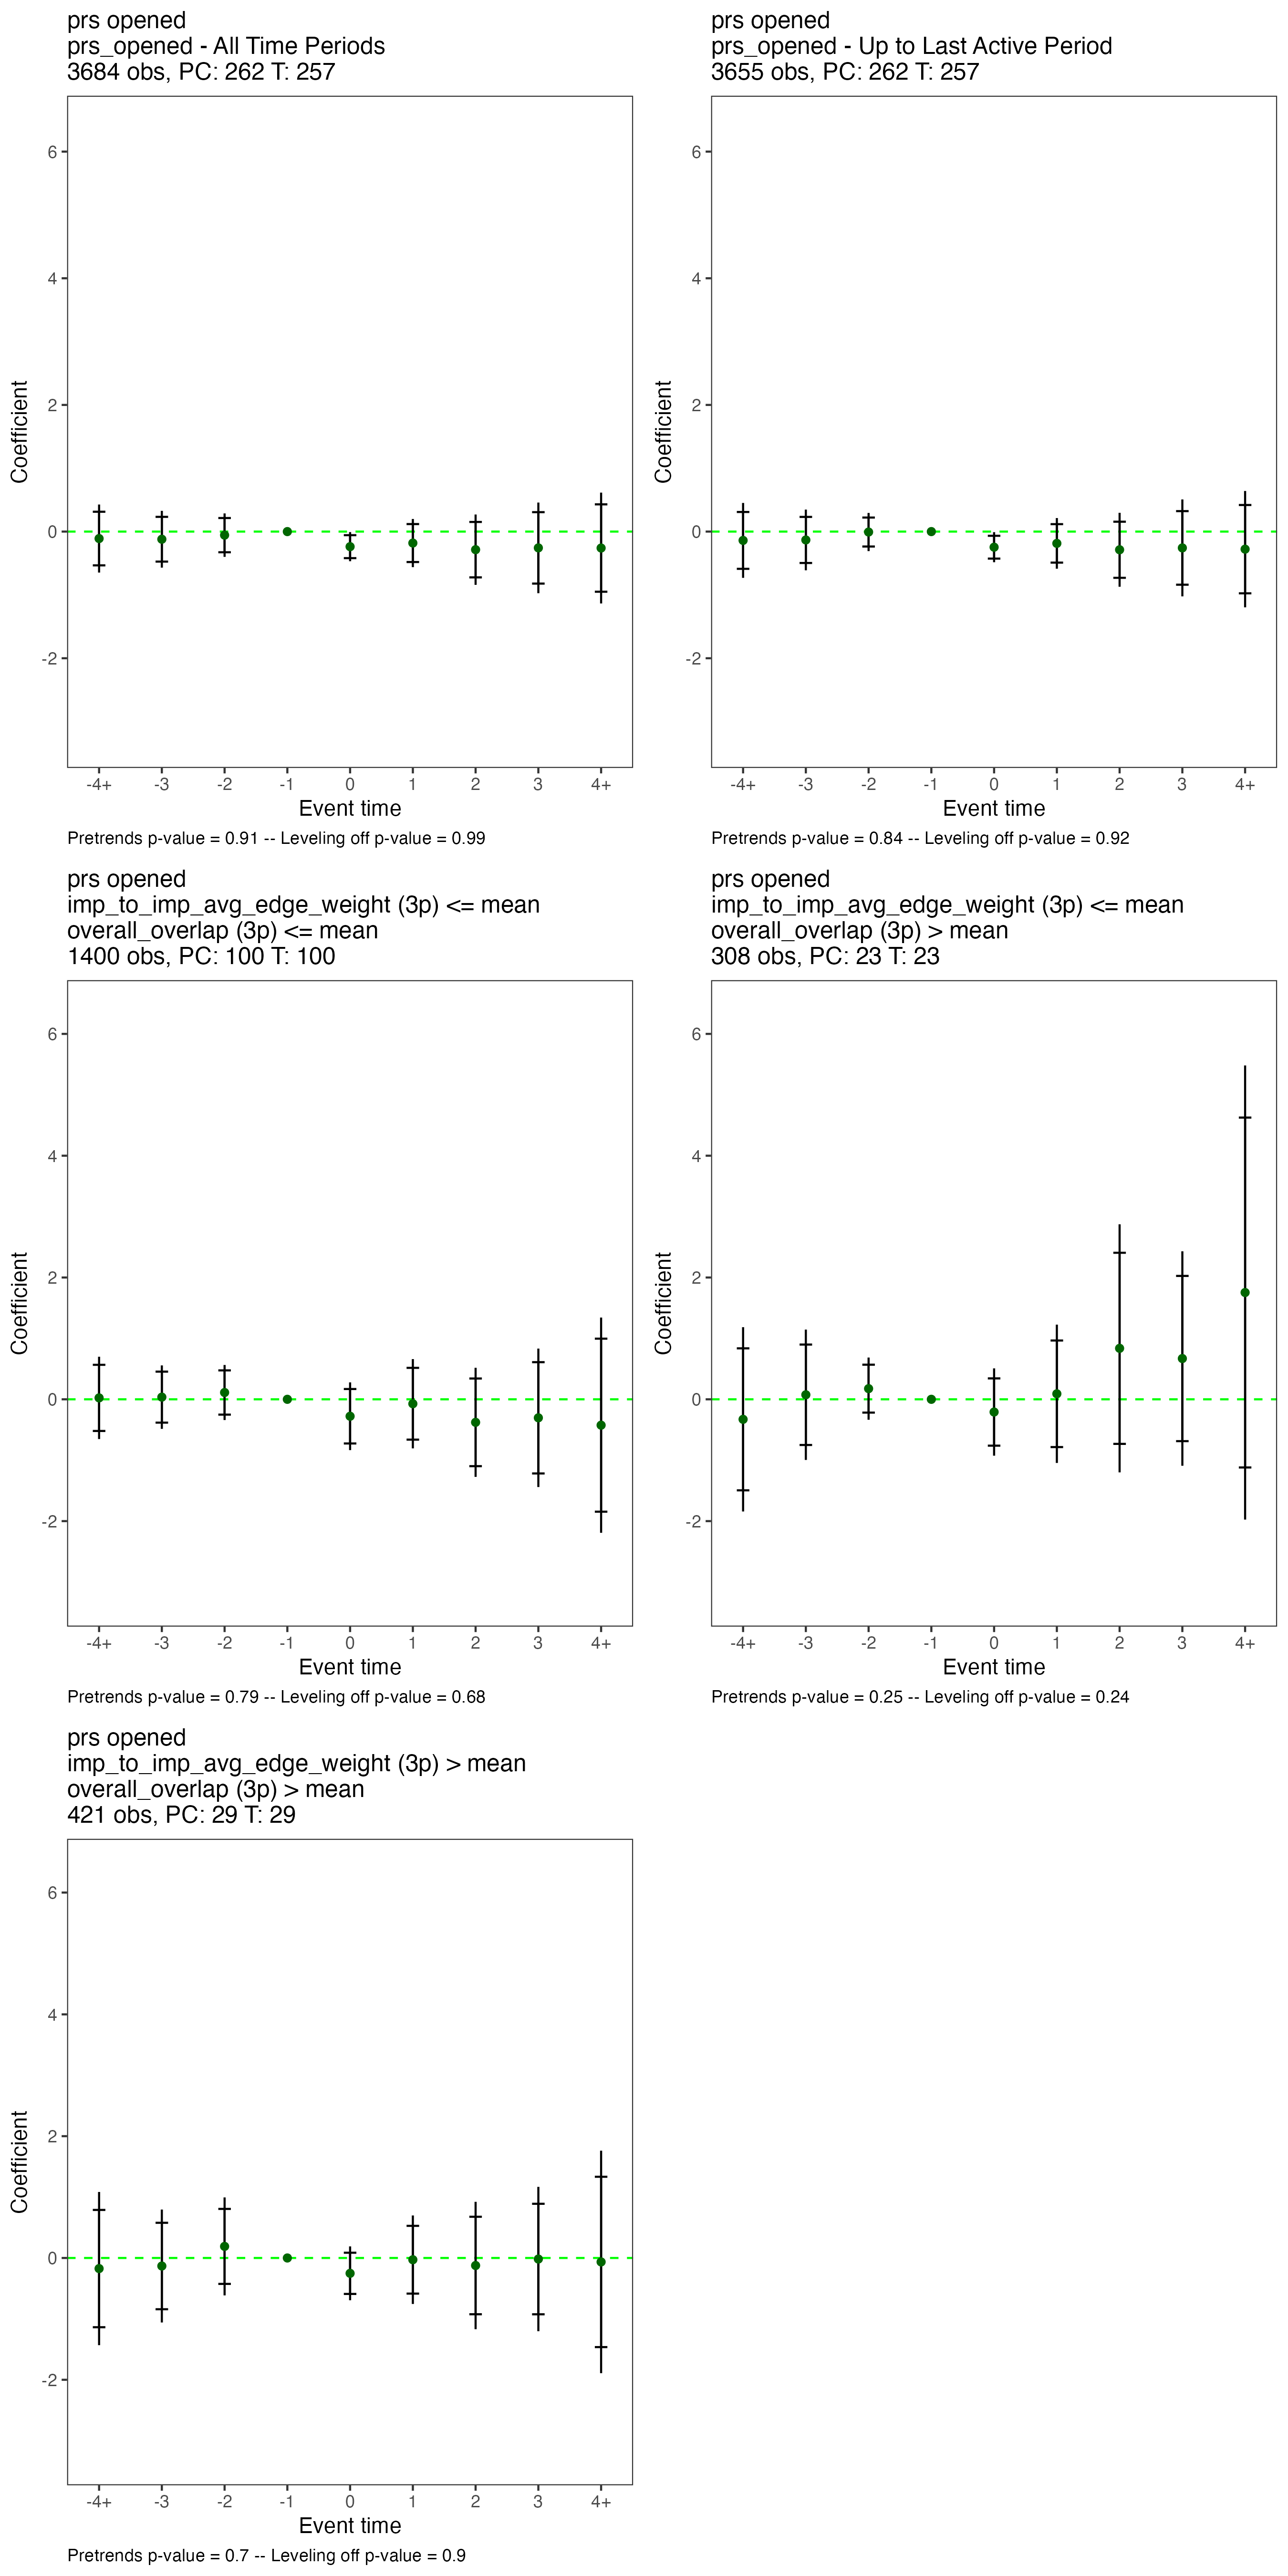 prs opened
prs_opened - All Time Periods
3684 obs, PC: 262 T: 257
Coefficient
6
4
2
0
-2
-4+ -3 -2 -1 0 1 2 3 4+
Event time
Pretrends p-value = 0.91 -- Leveling off p-value = 0.99
prs opened
prs_opened - Up to Last Active Period
3655 obs, PC: 262 T: 257
Coefficient
6
4
2
0
-2
-4+ -3 -2 -1 0 1 2 3 4+
Event time
Pretrends p-value = 0.84 -- Leveling off p-value = 0.92
prs opened
imp_to_imp_avg_edge_weight (3p) <= mean
overall_overlap (3p) <= mean
1400 obs, PC: 100 T: 100
Coefficient
6
4
2
0
-2
-4+ -3 -2 -1 0 1 2 3 4+
Event time
Pretrends p-value = 0.79 -- Leveling off p-value = 0.68
prs opened
imp_to_imp_avg_edge_weight (3p) <= mean
overall_overlap (3p) > mean
308 obs, PC: 23 T: 23
Coefficient
6
4
2
0
-2
-4+ -3 -2 -1 0 1 2 3 4+
Event time
Pretrends p-value = 0.25 -- Leveling off p-value = 0.24
prs opened
imp_to_imp_avg_edge_weight (3p) > mean
overall_overlap (3p) > mean
421 obs, PC: 29 T: 29
Coefficient
6
4
2
0
-2
-4+ -3 -2 -1 0 1 2 3 4+
Event time
Pretrends p-value = 0.7 -- Leveling off p-value = 0.9